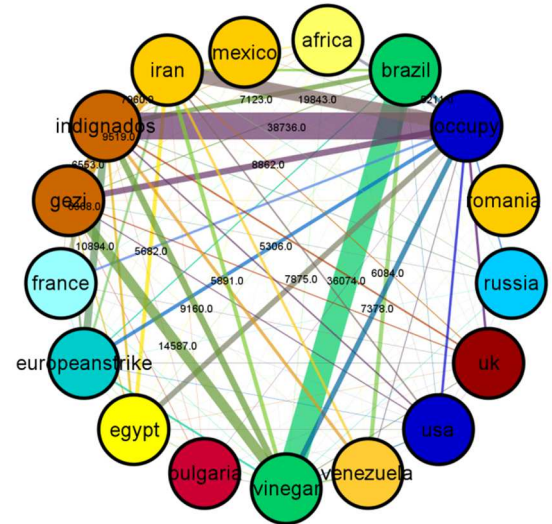 africa
mexico
brazil
iran
7960.0
7123.0
19843.0
indignados
38736.0
occupy
9519.0
8862.0
gezi
romania
10894.0
5682.0
5306.0
france
5891.0
7875.0
36074.0
6084.0
russia
9160.0
7378.0
14587.0
europeanstrike
uk
egypt
usa
bulgaria
vinegar
venezuela